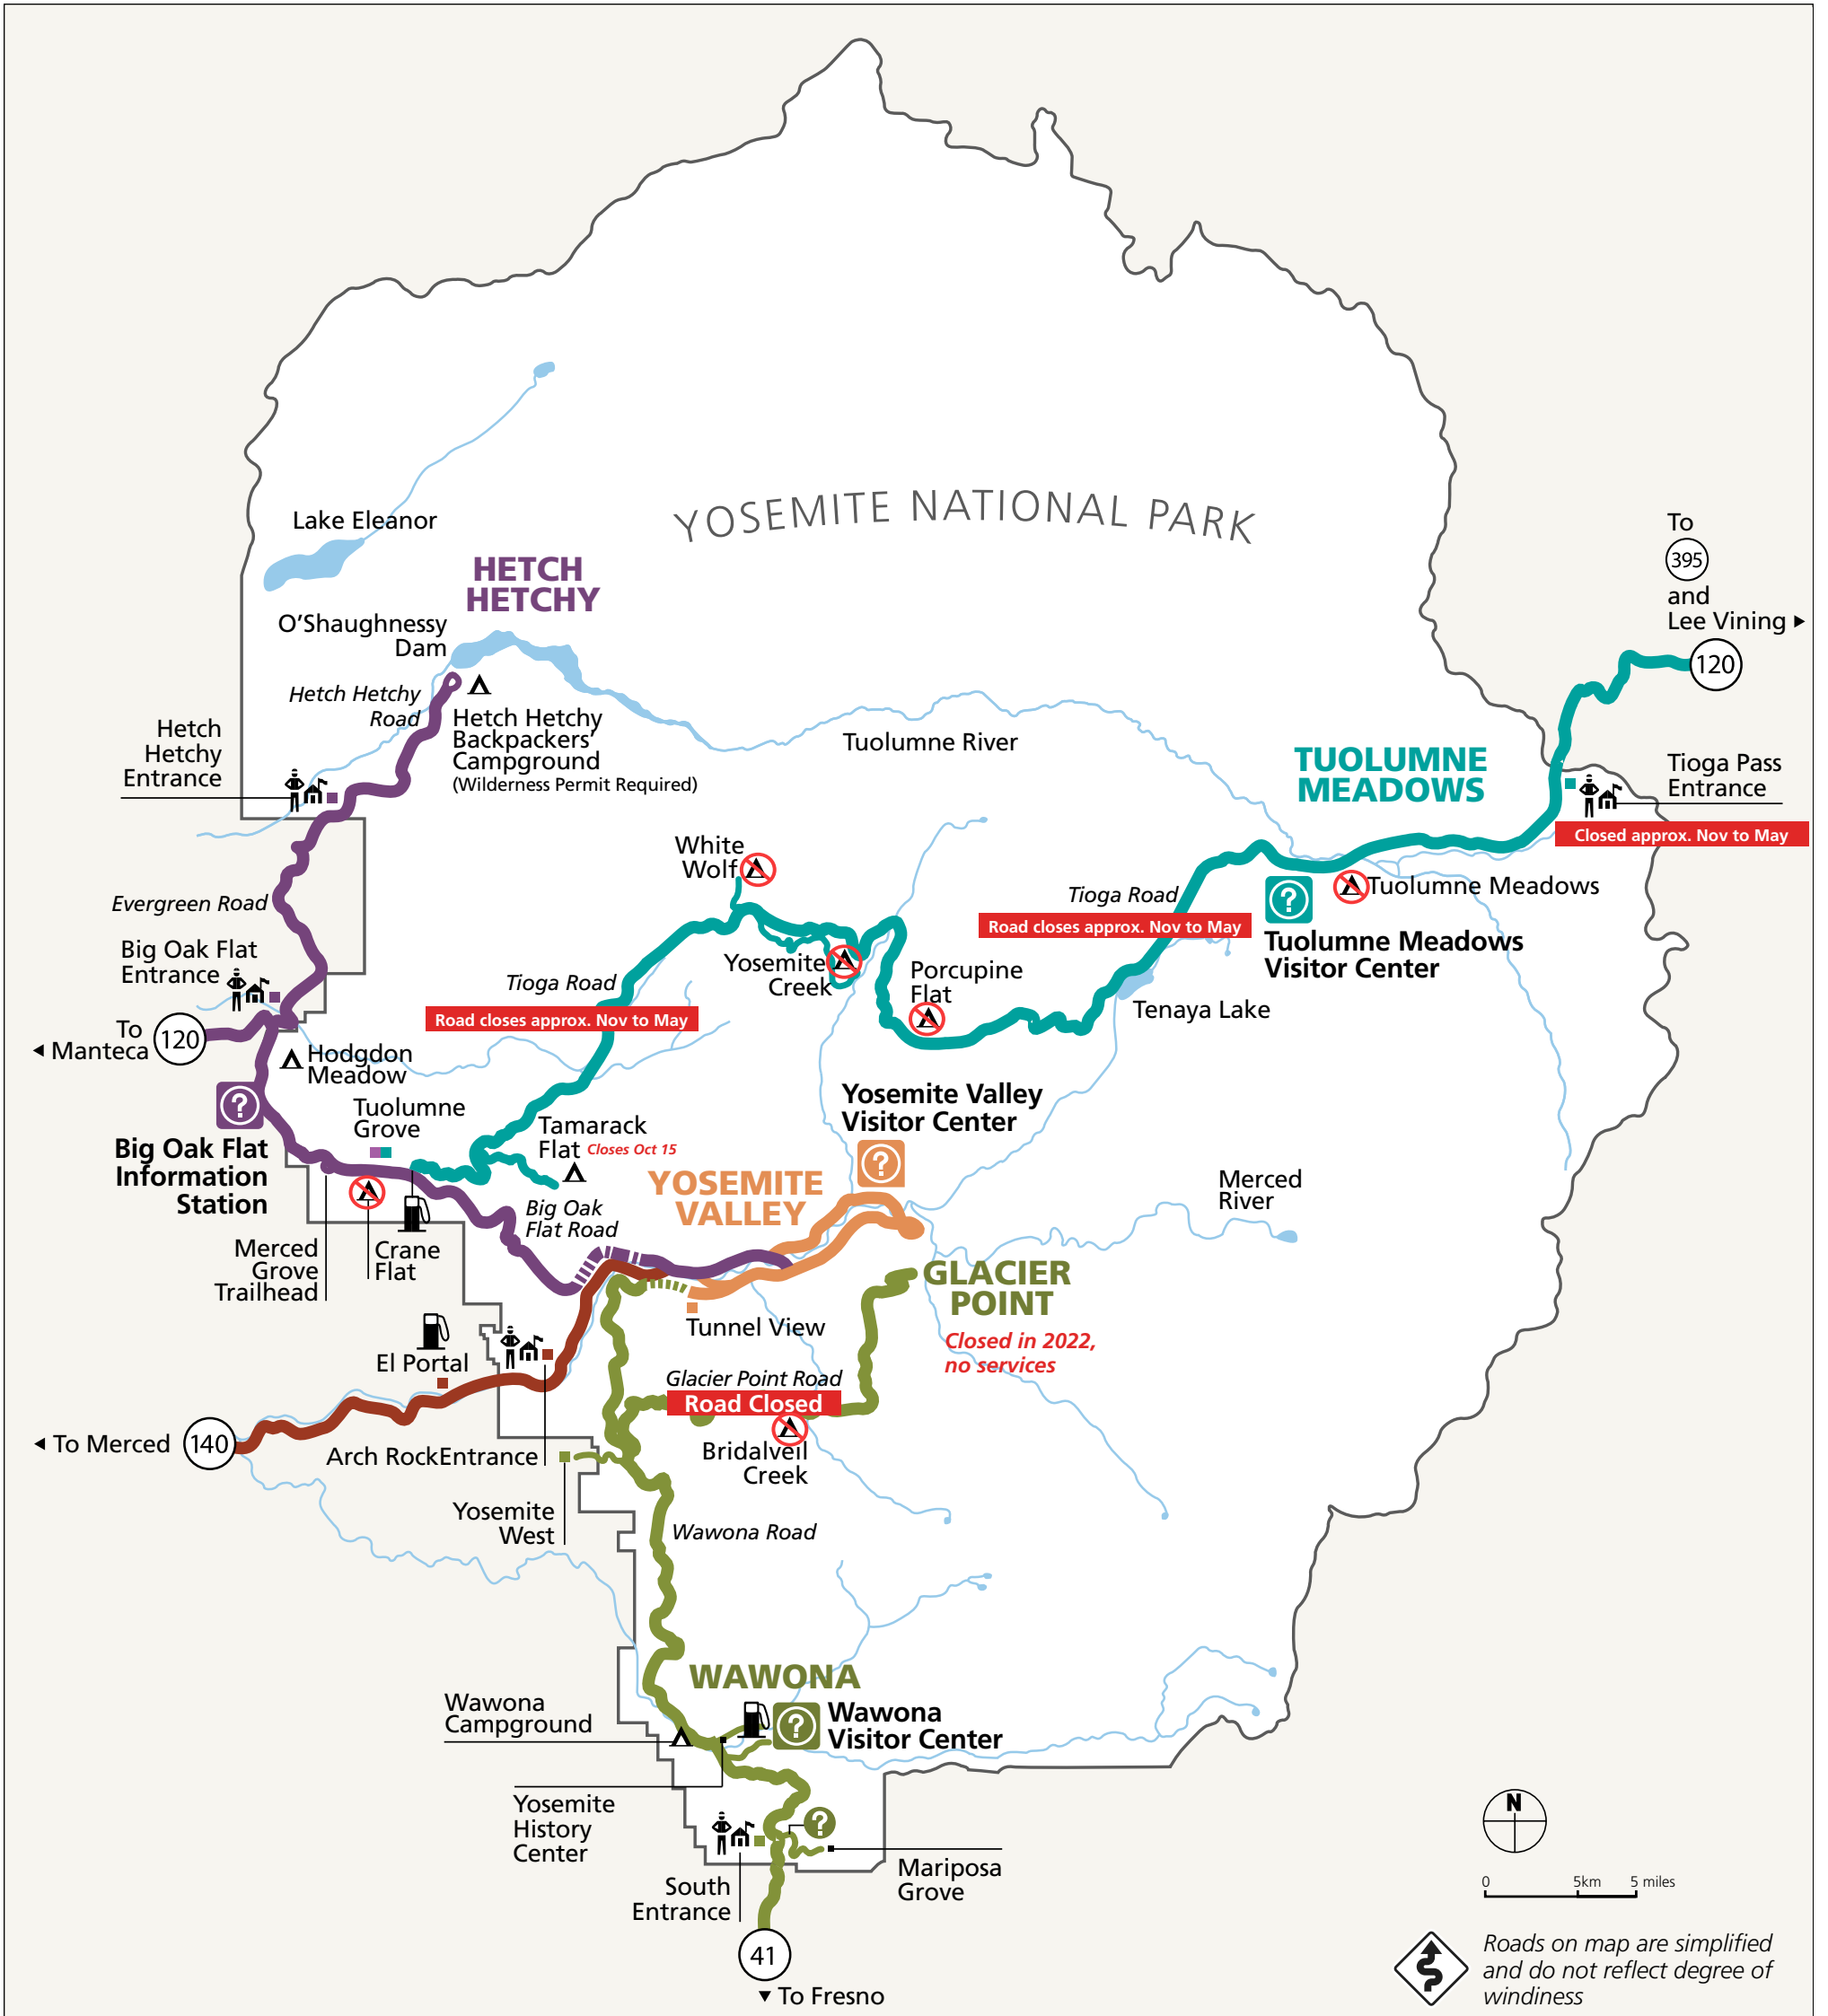 YOSEMITE NATIONAL PARK
Lake Eleanor
HETCH
HETCHY
O'Shaughnessy
Dam
Hetch Hetchy
Road
Hetch Hetchy
Backpackers'
Campground
(Wilderness Permit Required)
Hetch
Hetchy
Entrance
Tuolumne River
To
395
and
Lee Vining
120
TUOLUMNE
MEADOWS
Tioga Pass
Entrance
Closed approx. Nov to May
White
Wolf
Tioga Road
Road closes approx. Nov to May
Tuolumne Meadows
Tuolumne Meadows
Visitor Center
Evergreen Road
Big Oak Flat
Entrance
Yosemite
Creek
Porcupine
Flat
Tenaya Lake
Tioga Road
Road closes approx. Nov to May
To
Manteca
120
Hodgdon
Meadow
?
Big Oak Flat
Information
Station
Tuolumne
Grove
Tamarack
Flat Closes Oct 15
Yosemite Valley
Visitor Center
?
?
YOSEMITE
VALLEY
Big Oak
Flat Road
Merced
River
Merced
Grove
Trailhead
Crane
Flat
GLACIER
POINT
Closed in 2022,
no services
Tunnel View
El Portal
Glacier Point Road
Road Closed
Bridalveil
Creek
To Merced
140
Arch RockEntrance
Yosemite
West
Wawona Road
WAWONA
Wawona
Campground
?
Wawona
Visitor Center
Yosemite
History
Center
?
Mariposa
Grove
South
Entrance
41
To Fresno
N
0 5km 5 miles
Roads on map are simplified
and do not reflect degree of
windiness